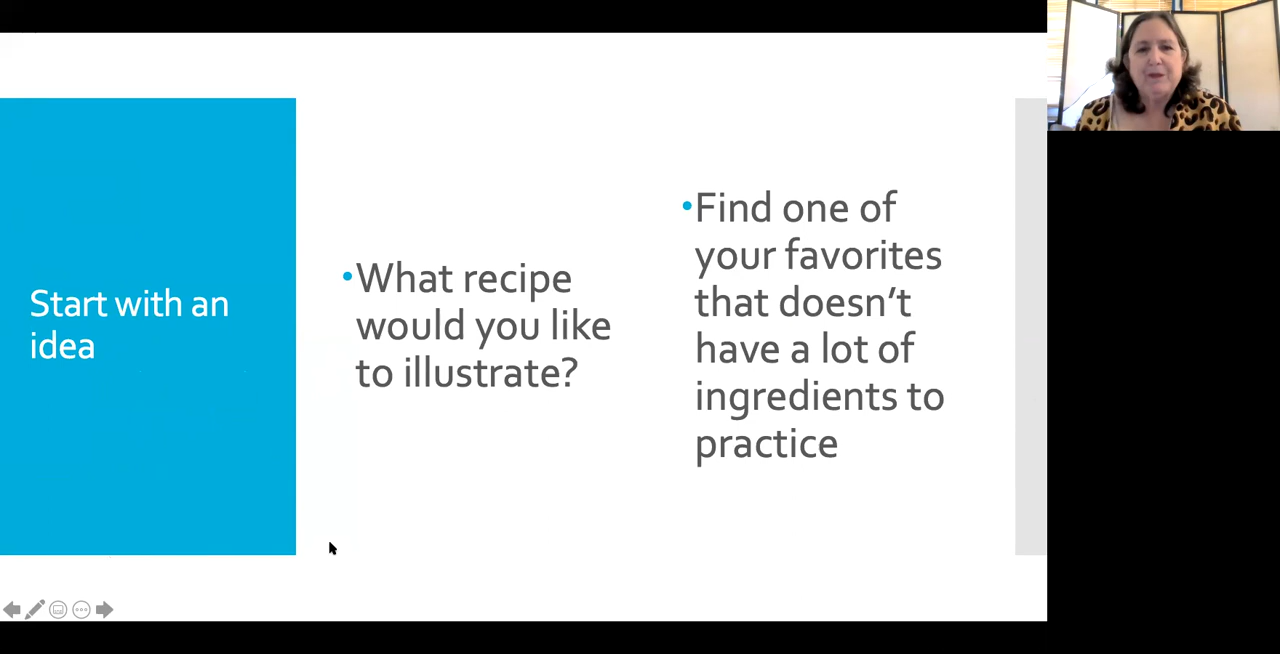 Start with an
idea
•What recipe
would you like
to illustrate?
•Find one of
your favorites
that doesn’t
have a lot of
ingredients to
practice